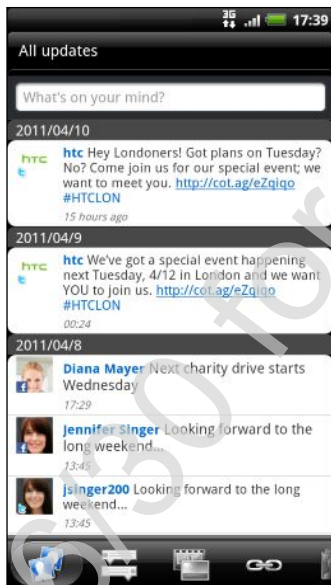 3G 17:39
All updates
What's on your mind?
2011/04/10
htc htc Hey Londoners! Got plans on Tuesday?
No? Come join us for our special event; we
want to meet you. http://cot.ag/eZqiqo
#HTCLON
15 hours ago
2011/04/9
htc htc We've got a special event happening
next Tuesday, 4/12 in London and we want
YOU to join us. http://cot.ag/eZqiqo
#HTCLON
00:24
2011/04/8
Diana Mayer Next charity drive starts
Wednesday
17:29
Jennifer Singer Looking forward to the
long weekend...
13:45
jsinger200 Looking forward to the long
weekend...
13:45
6/30 for